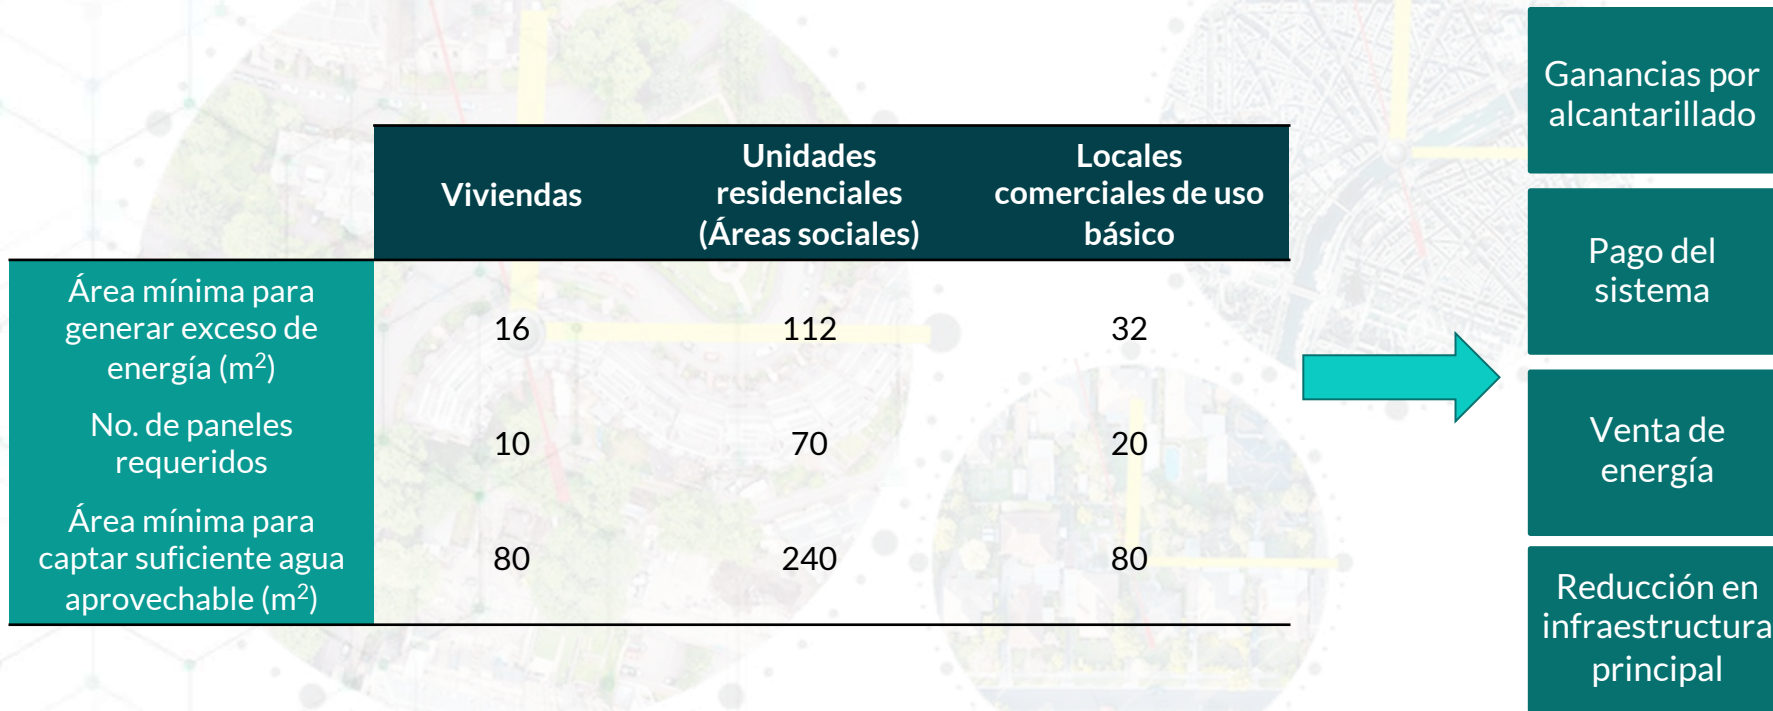 Viviendas
Unidades
residenciales
(Áreas sociales)
Locales
comerciales de uso
básico
Área mínima para
generar exceso de
energía (m²)
16
112
32
No. de paneles
requeridos
10
70
20
Área mínima para
captar suficiente agua
aprovechable (m²)
80
240
80
Ganancias por
alcantarillado
Pago del
sistema
Venta de
energía
Reducción en
infraestructura
principal